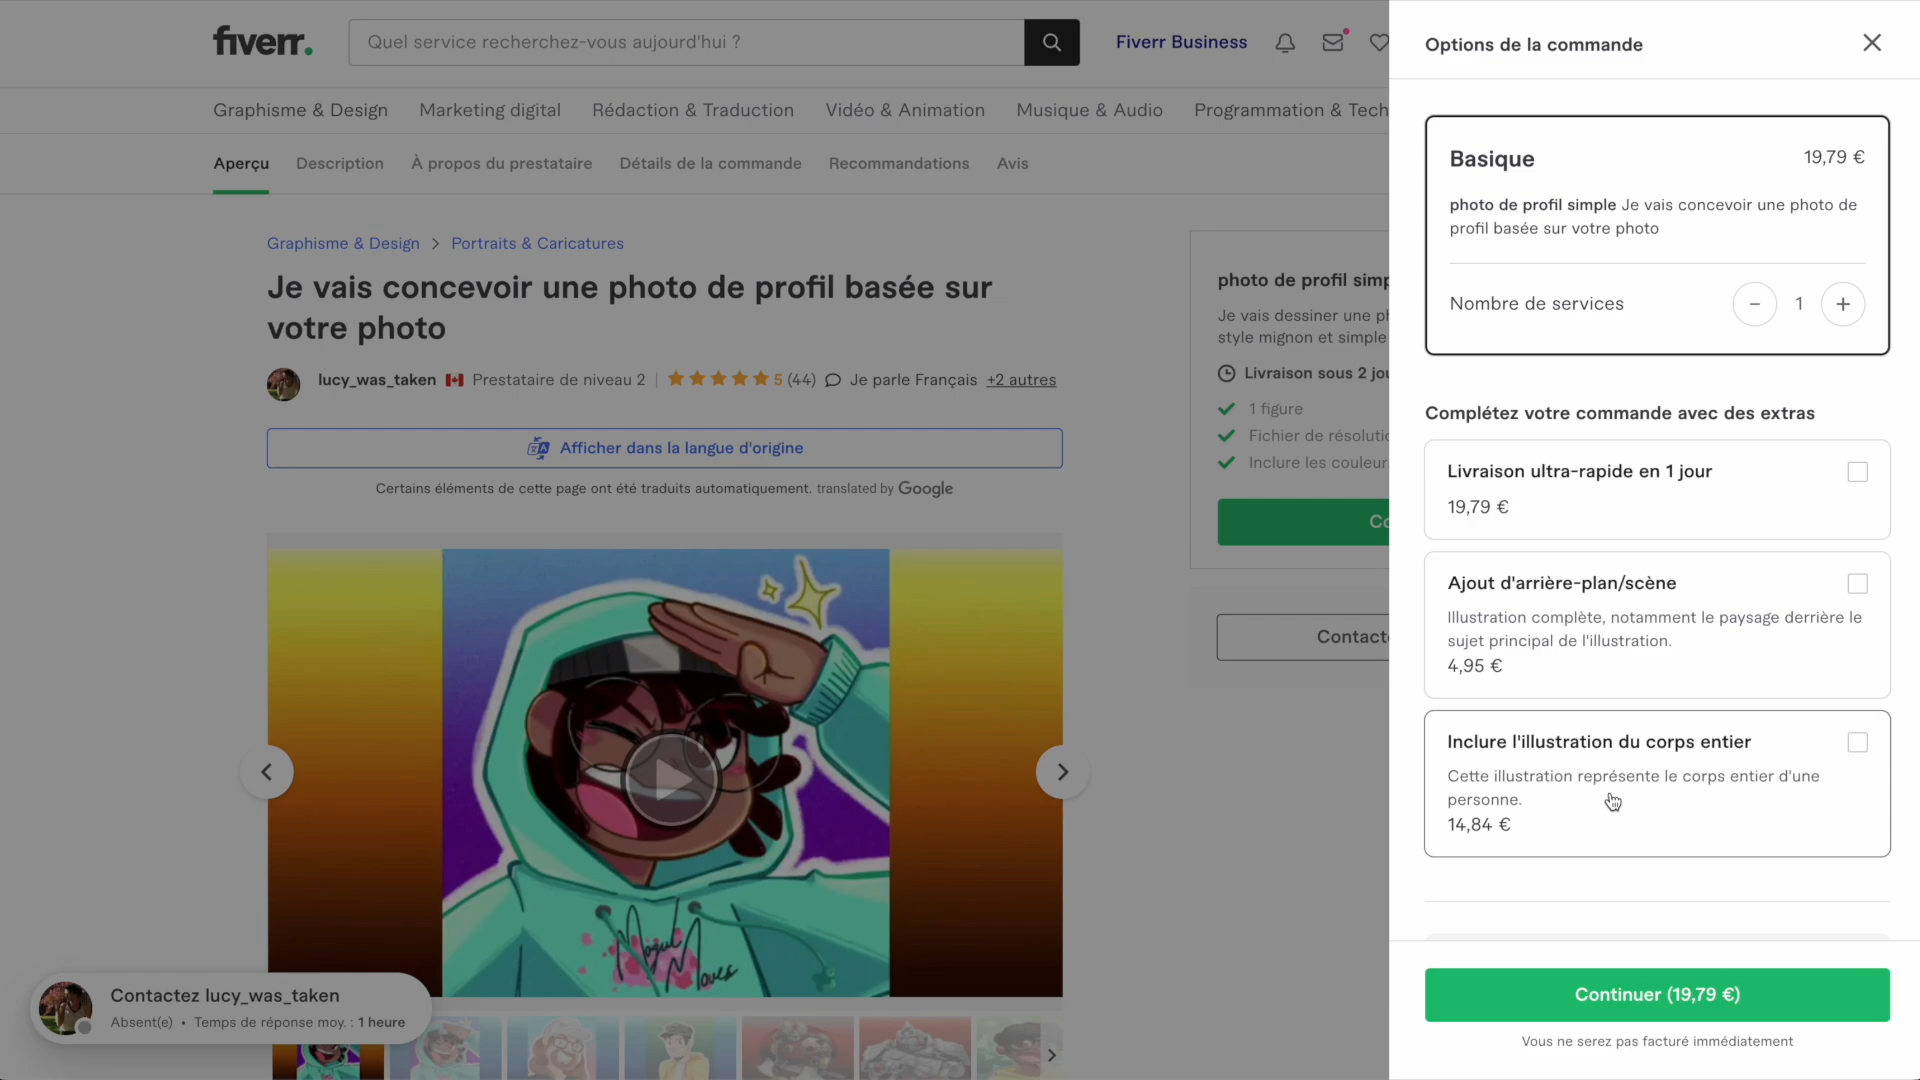 fiverr.
Quel service recherchez-vous aujourd'hui ?
Fiverr Business
Graphisme & Design
Marketing digital
Rédaction & Traduction
Vidéo & Animation
Musique & Audio
Programmation & Tech
Aperçu
Description
À propos du prestataire
Détails de la commande
Recommandations
Avis
Graphisme & Design
Portraits & Caricatures
Je vais concevoir une photo de profil basée sur
votre photo
lucy_was_taken
Prestataire de niveau 2
5 (44)
Je parle Français
+2 autres
Afficher dans la langue d'origine
Certains éléments de cette page ont été traduits automatiquement. translated by Google
Mogul
Moves
photo de profil simp
Je vais dessiner une ph
style mignon et simple
Livraison sous 2 jou
1 figure
Fichier de résolutio
Inclure les couleur
Co
Contacte
Contactez lucy_was_taken
Absent(e) • Temps de réponse moy. : 1 heure
Options de la commande
Basique
19,79 €
photo de profil simple Je vais concevoir une photo de
profil basée sur votre photo
Nombre de services
− 1 +
Complétez votre commande avec des extras
Livraison ultra-rapide en 1 jour
19,79 €
Ajout d'arrière-plan/scène
Illustration complète, notamment le paysage derrière le
sujet principal de l'illustration.
4,95 €
Inclure l'illustration du corps entier
Cette illustration représente le corps entier d'une
personne.
14,84 €
Continuer (19,79 €)
Vous ne serez pas facturé immédiatement